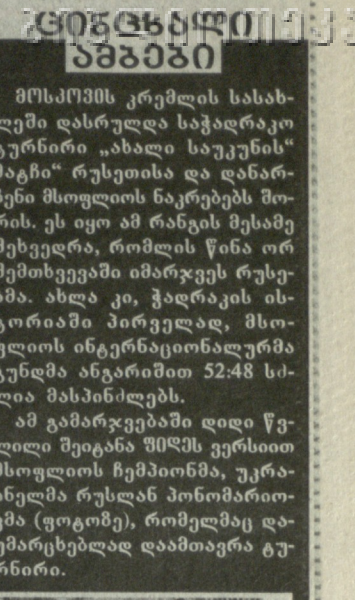 ციცქნალი
ამბები
მოსკოვის კრემლის სასახ-
ლეში დასრულდა საჭადრაკო
ტურნირი „ახალი საუკუნის
მატჩი“ რუსეთისა და დანარ-
ჩენი მსოფლიოს ნაკრებებს შო-
რის. ეს იყო ამ რანგის მესამე
შეხვედრა, რომლის წინა ორ
შემთხვევაში იმარჯვეს რუსე-
ბმა. ახლა კი, ჭადრაკის ის-
ტორიაში პირველად, მსო-
ფლიოს ინტერნაციონალურმა
გუნდმა ანგარიშით 52:48 სძ-
ლია მასპინძლებს.
ამ გამარჯვებაში დიდი წვ-
ლილი შეიტანა ფიდეს ვერსიით
მსოფლიოს ჩემპიონმა, უკრა-
ინელმა რუსლან პონომარიო-
ვმა (ფოტოზე), რომელმაც და-
უმარცხებლად დაამთავრა ტუ-
რნირი.